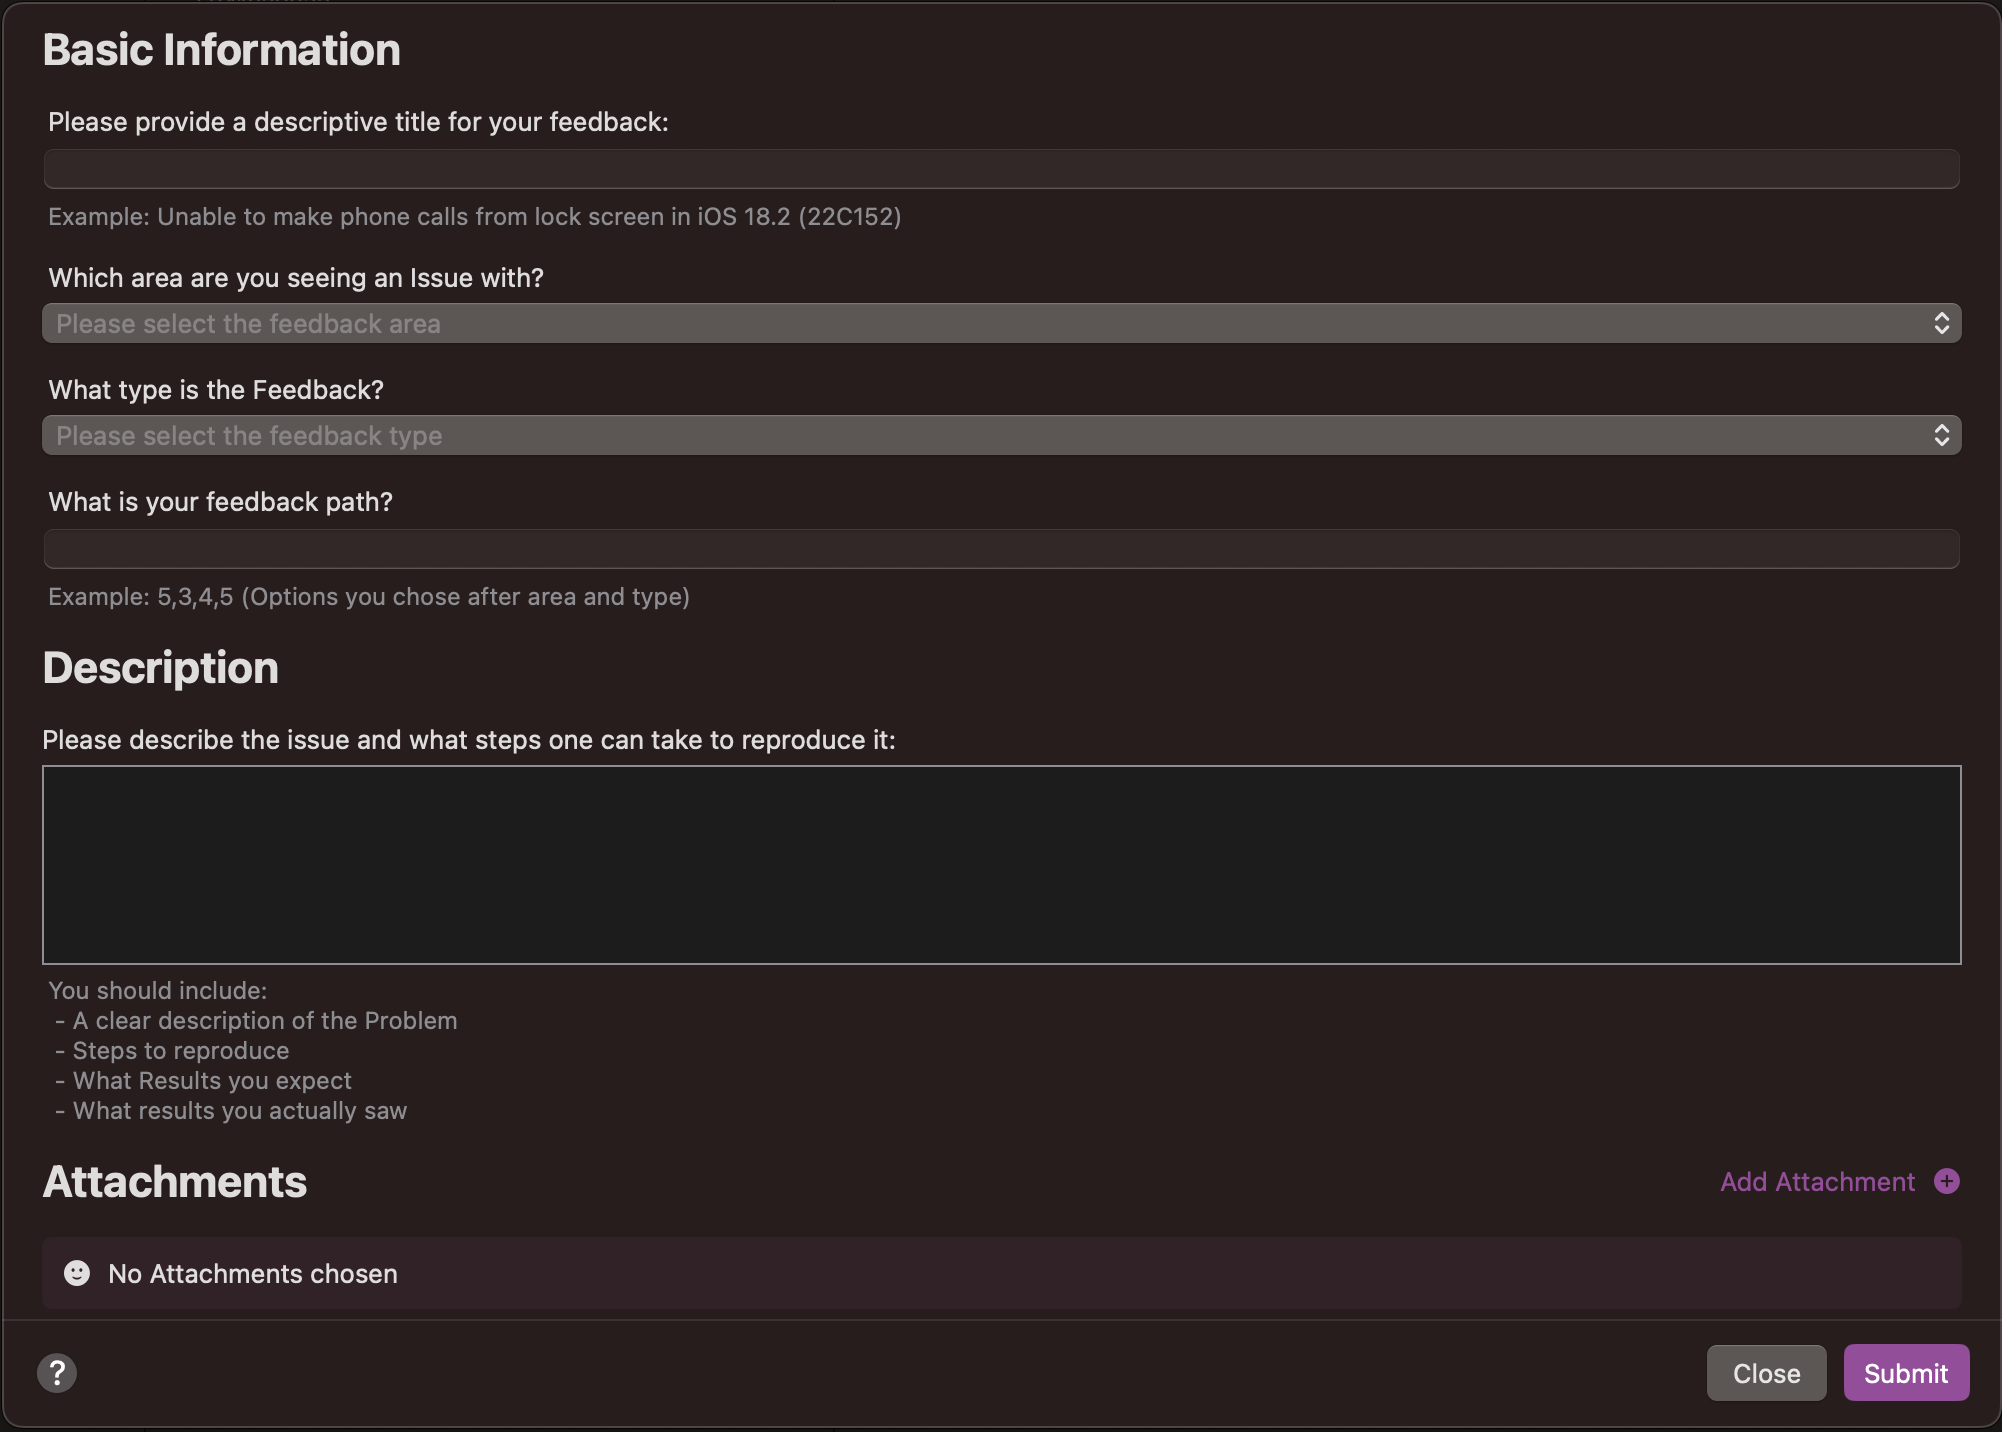 Basic Information
Please provide a descriptive title for your feedback:
Example: Unable to make phone calls from lock screen in iOS 18.2 (22C152)
Which area are you seeing an Issue with?
Please select the feedback area
What type is the Feedback?
Please select the feedback type
What is your feedback path?
Example: 5,3,4,5 (Options you chose after area and type)
Description
Please describe the issue and what steps one can take to reproduce it:
You should include:
- A clear description of the Problem
- Steps to reproduce
- What Results you expect
- What results you actually saw
Attachments
Add Attachment
No Attachments chosen
?
Close
Submit